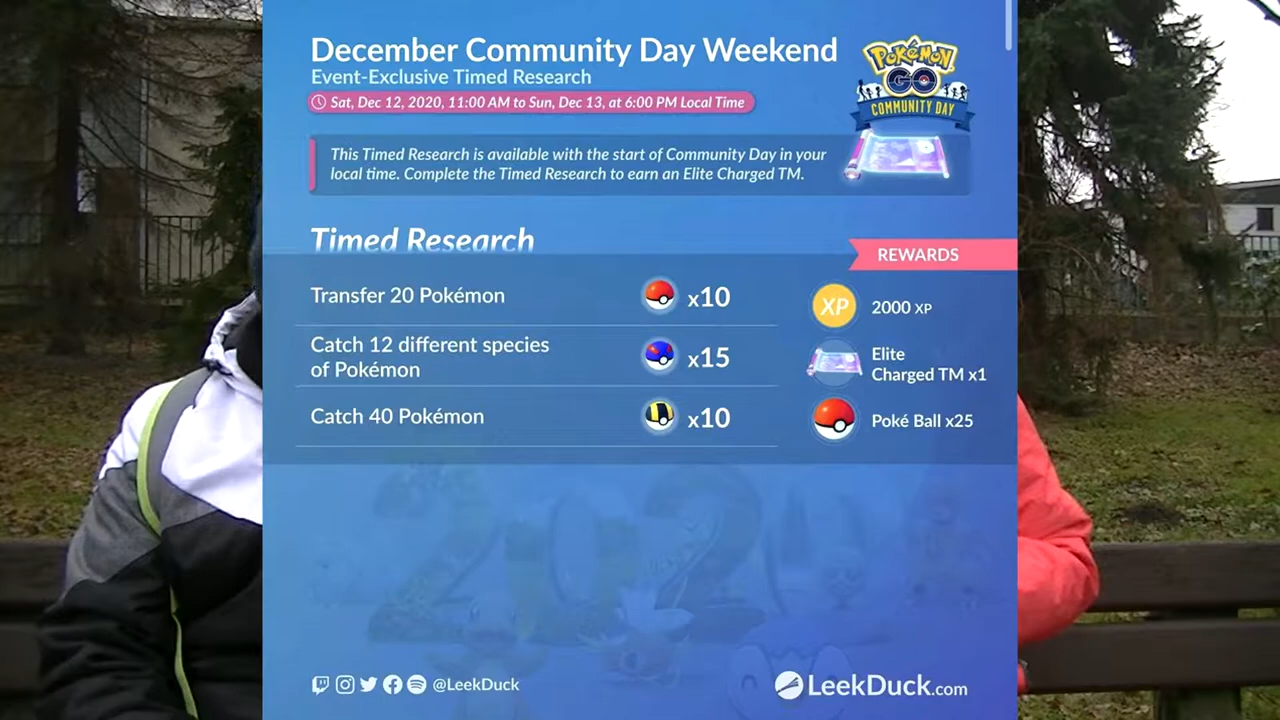 December Community Day Weekend
Event-Exclusive Timed Research
Sat, Dec 12, 2020, 11:00 AM to Sun, Dec 13, at 6:00 PM Local Time
POKéMON
GO
COMMUNITY DAY
This Timed Research is available with the start of Community Day in your
local time. Complete the Timed Research to earn an Elite Charged TM.
Timed Research
REWARDS
Transfer 20 Pokémon x10
Catch 12 different species
of Pokémon
x15
Catch 40 Pokémon x10
XP 2000 XP
Elite
Charged TM x1
Poké Ball x25
2020
@LeekDuck
LeekDuck.com